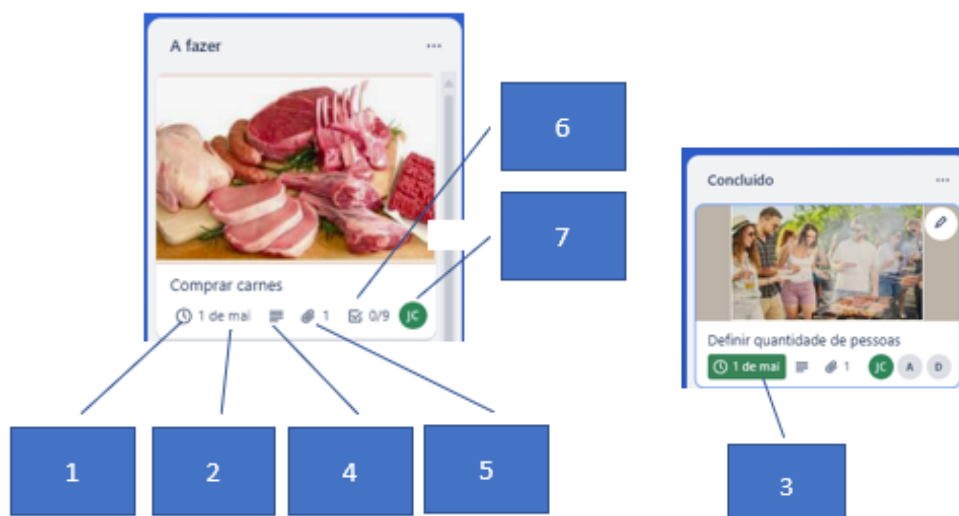 A fazer
Comprar carnes
1 de mai
1
0/9
JC
6
7
1
2
4
5
Concluído
Definir quantidade de pessoas
1 de mai
1
JC
A
D
3